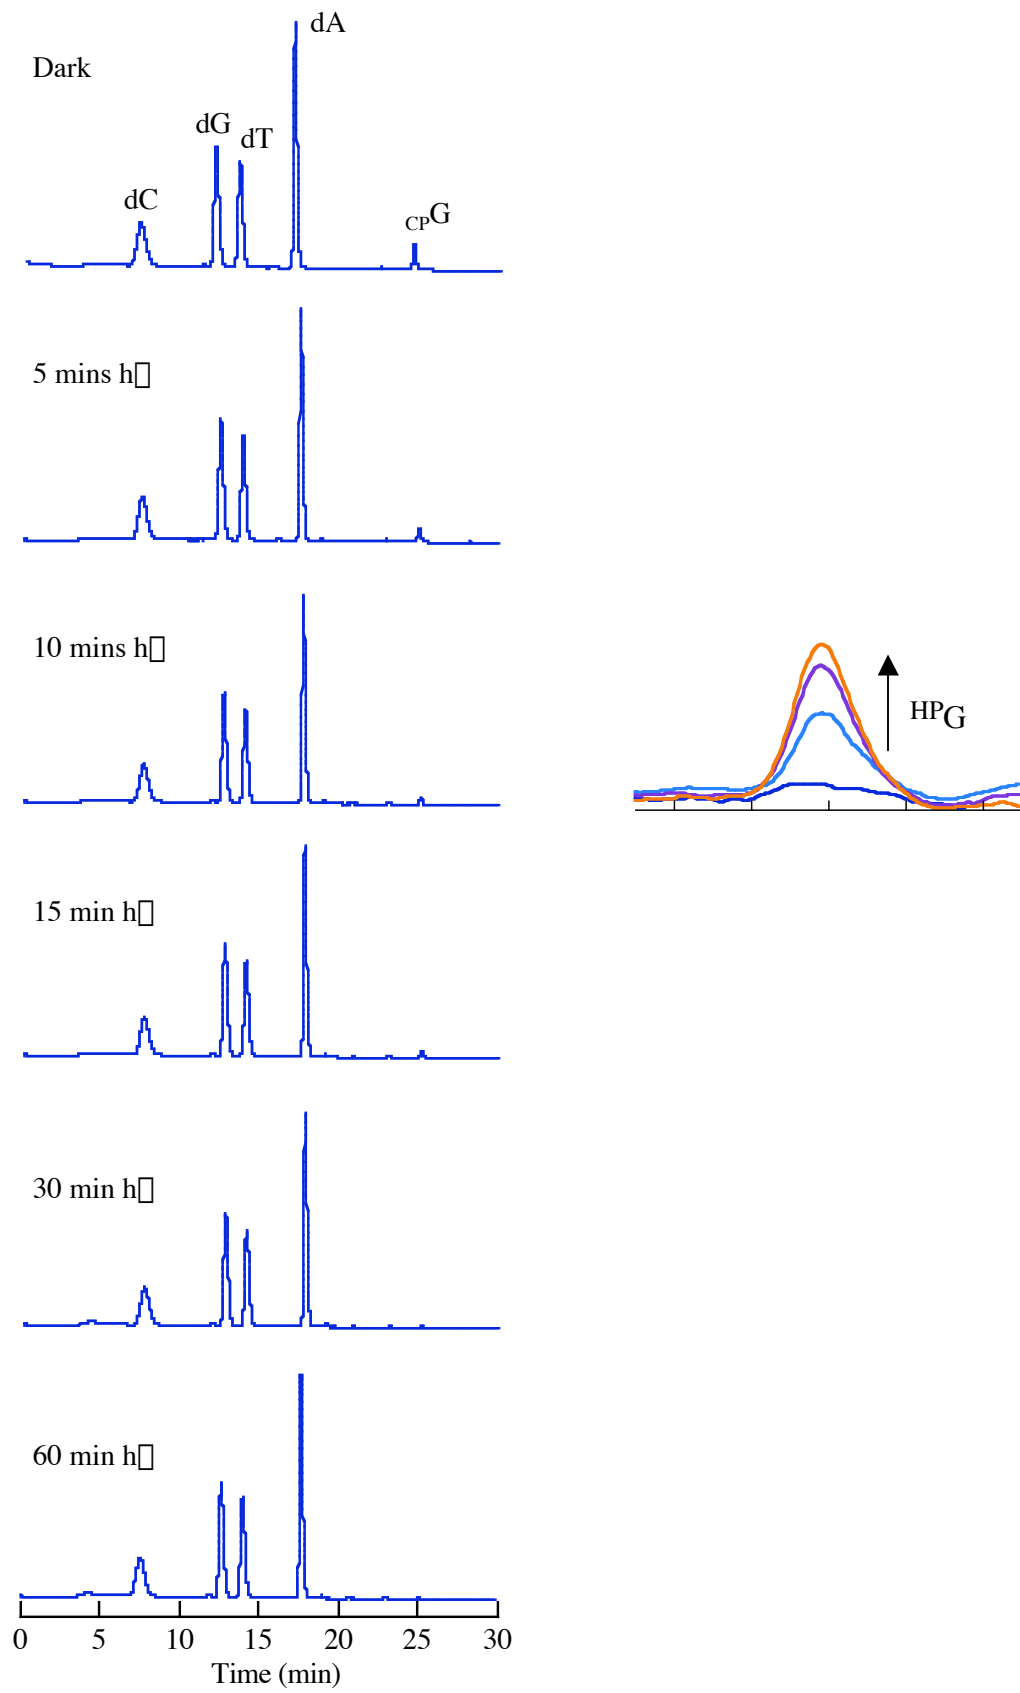 dA
Dark
dG
dT
dC
CPG
5 mins h▯
10 mins h▯
HPG
15 min h▯
30 min h▯
60 min h▯
0 5 10 15 20 25 30
Time (min)